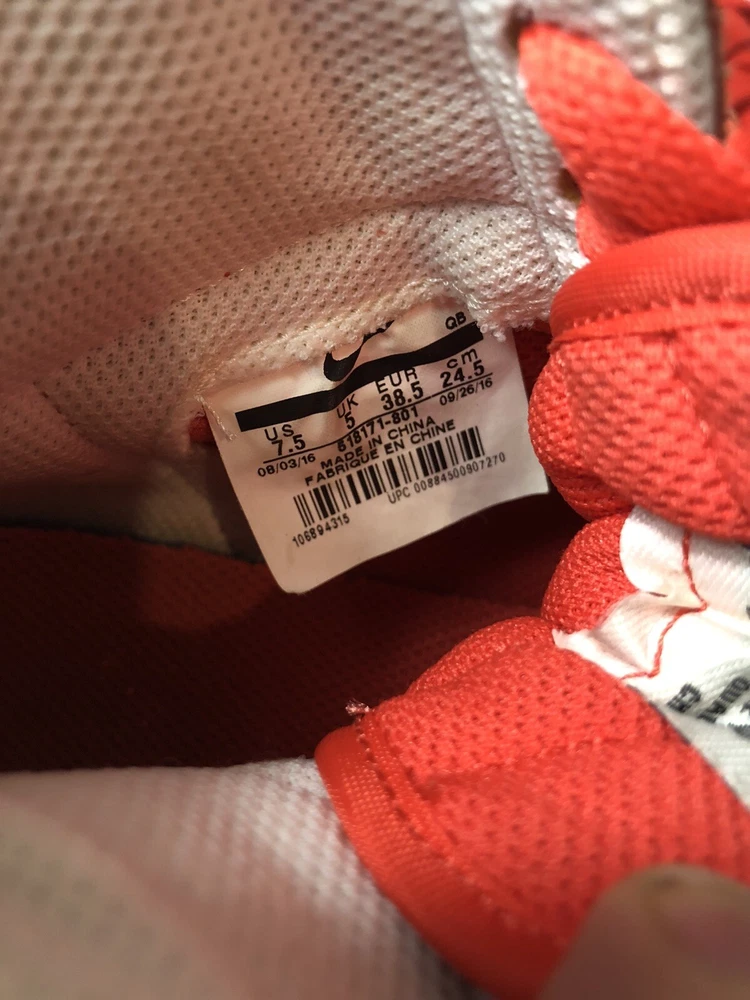 QB
US UK EUR cm
7.5 5 38.5 24.5
08/03/16 818171-801 09/26/16
MADE IN CHINA
FABRIQUE EN CHINE
UPC 00884500907270
106894315